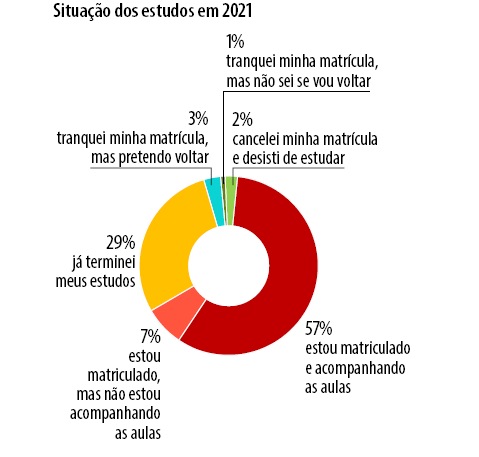 Situação dos estudos em 2021
1%
tranquei minha matrícula,
mas não sei se vou voltar
3%
tranquei minha matrícula,
mas pretendo voltar
2%
cancelei minha matrícula
e desisti de estudar
29%
já terminei
meus estudos
57%
estou matriculado
e acompanhando
as aulas
7%
estou
matriculado,
mas não estou
acompanhando
as aulas